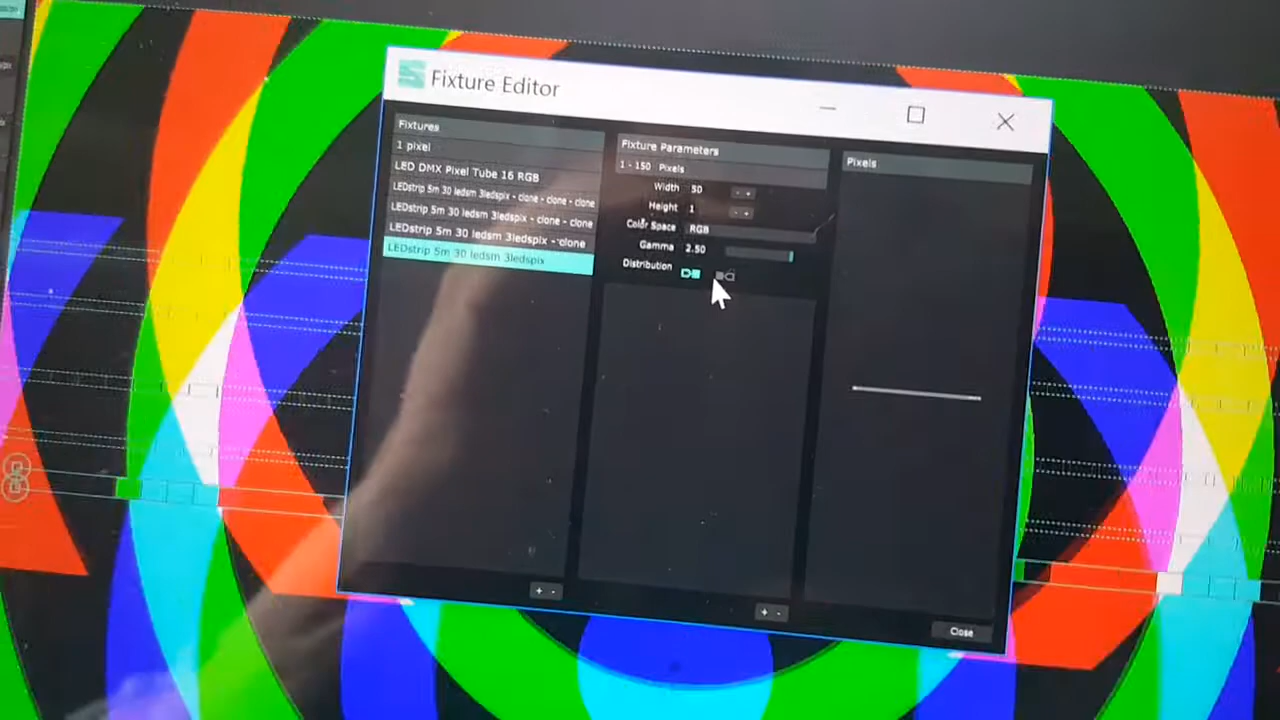 Fixture Editor
Fixtures
1 pixel
LED DMX Pixel Tube 16 RGB
LEDstrip 5m 30 ledsm 3ledspix - clone - clone - clone
LEDstrip 5m 30 ledsm 3ledspix - clone - clone
LEDstrip 5m 30 ledsm 3ledspix - clone
LEDstrip 5m 30 ledsm 3ledspix
+ -
Fixture Parameters
1 - 150 Pixels
Width 50 - +
Height 1 - +
Color Space RGB
Gamma 2.50
Distribution
+ -
Pixels
Close